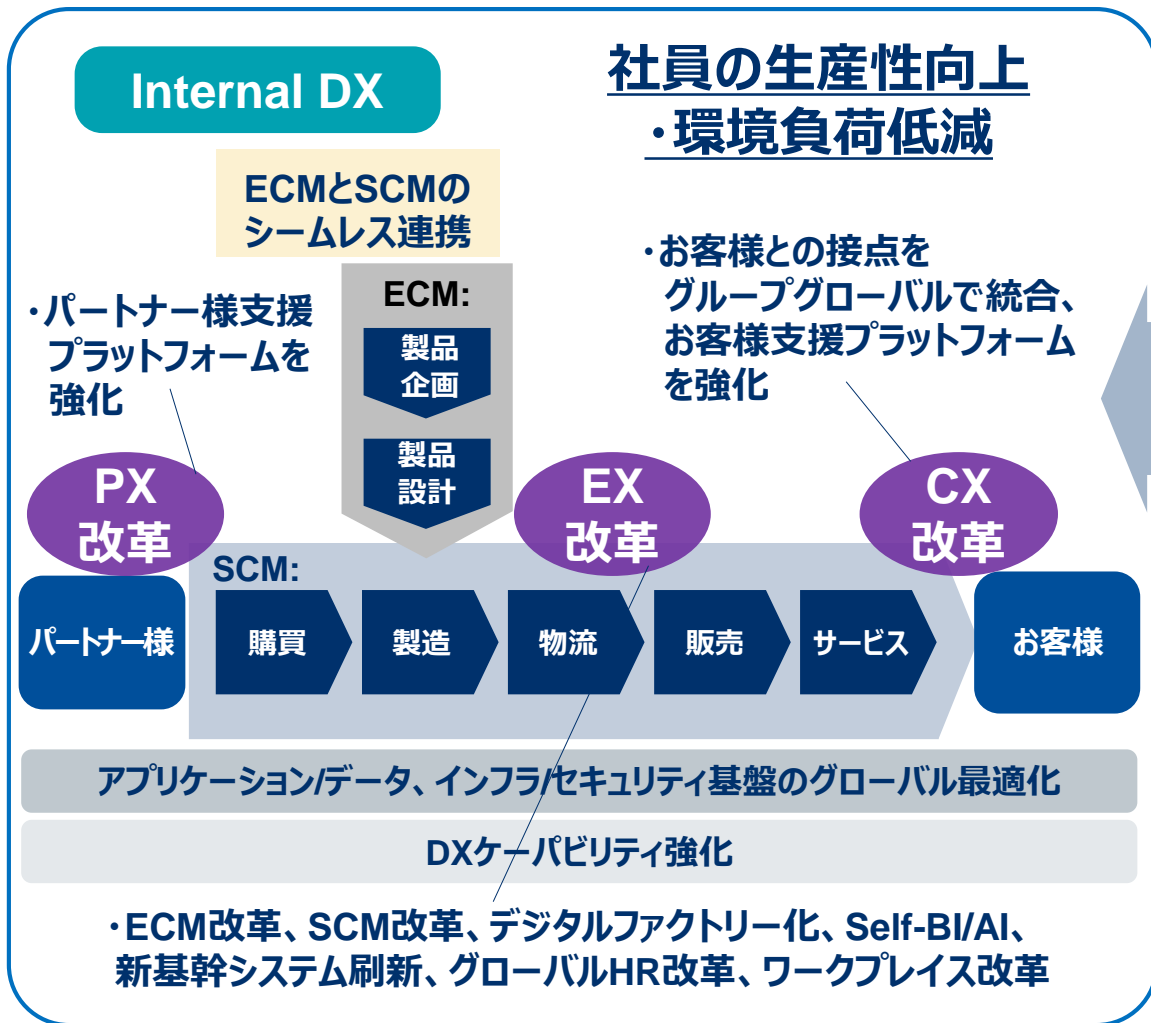 Internal DX
社員の生産性向上
・環境負荷低減
ECMとSCMの
シームレス連携
・お客様との接点を
グループグローバルで統合、
お客様支援プラットフォーム
を強化
・パートナー様支援
プラットフォームを
強化
ECM:
製品
企画
製品
設計
PX
改革
EX
改革
CX
改革
SCM:
パートナー様
購買
製造
物流
販売
サービス
お客様
アプリケーション/データ、インフラ/セキュリティ基盤のグローバル最適化
DXケーパビリティ強化
・ECM改革、SCM改革、デジタルファクトリー化、Self-BI/AI、
新基幹システム刷新、グローバルHR改革、ワークプレイス改革